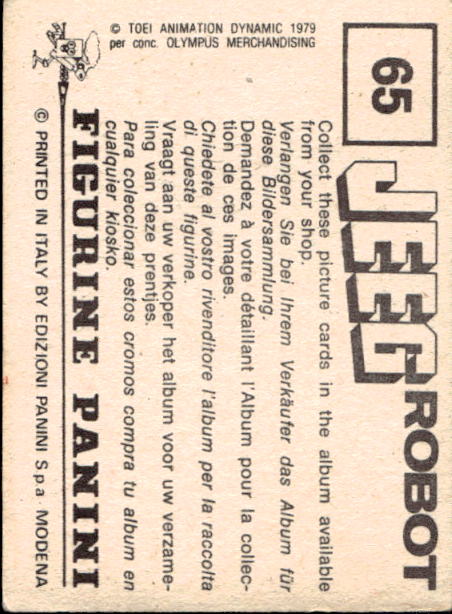 65
JEEG ROBOT
Collect these picture cards in the album available
from your shop.
Verlangen Sie bei Ihrem Verkäufer das Album für
diese Bildersammlung.
Demandez à votre détaillant l'Album pour la collec-
tion de ces images.
Chiedete al vostro rivenditore l'album per la raccolta
di queste figurine.
Vraagt aan uw verkoper het album voor uw verzame-
ling van deze prentjes.
Para coleccionar estos cromos compra tu album en
cualquier kiosko.
FIGURINE PANINI
© PRINTED IN ITALY BY EDIZIONI PANINI S.p.a - MODENA
© TOEI ANIMATION DYNAMIC 1979
per conc. OLYMPUS MERCHANDISING